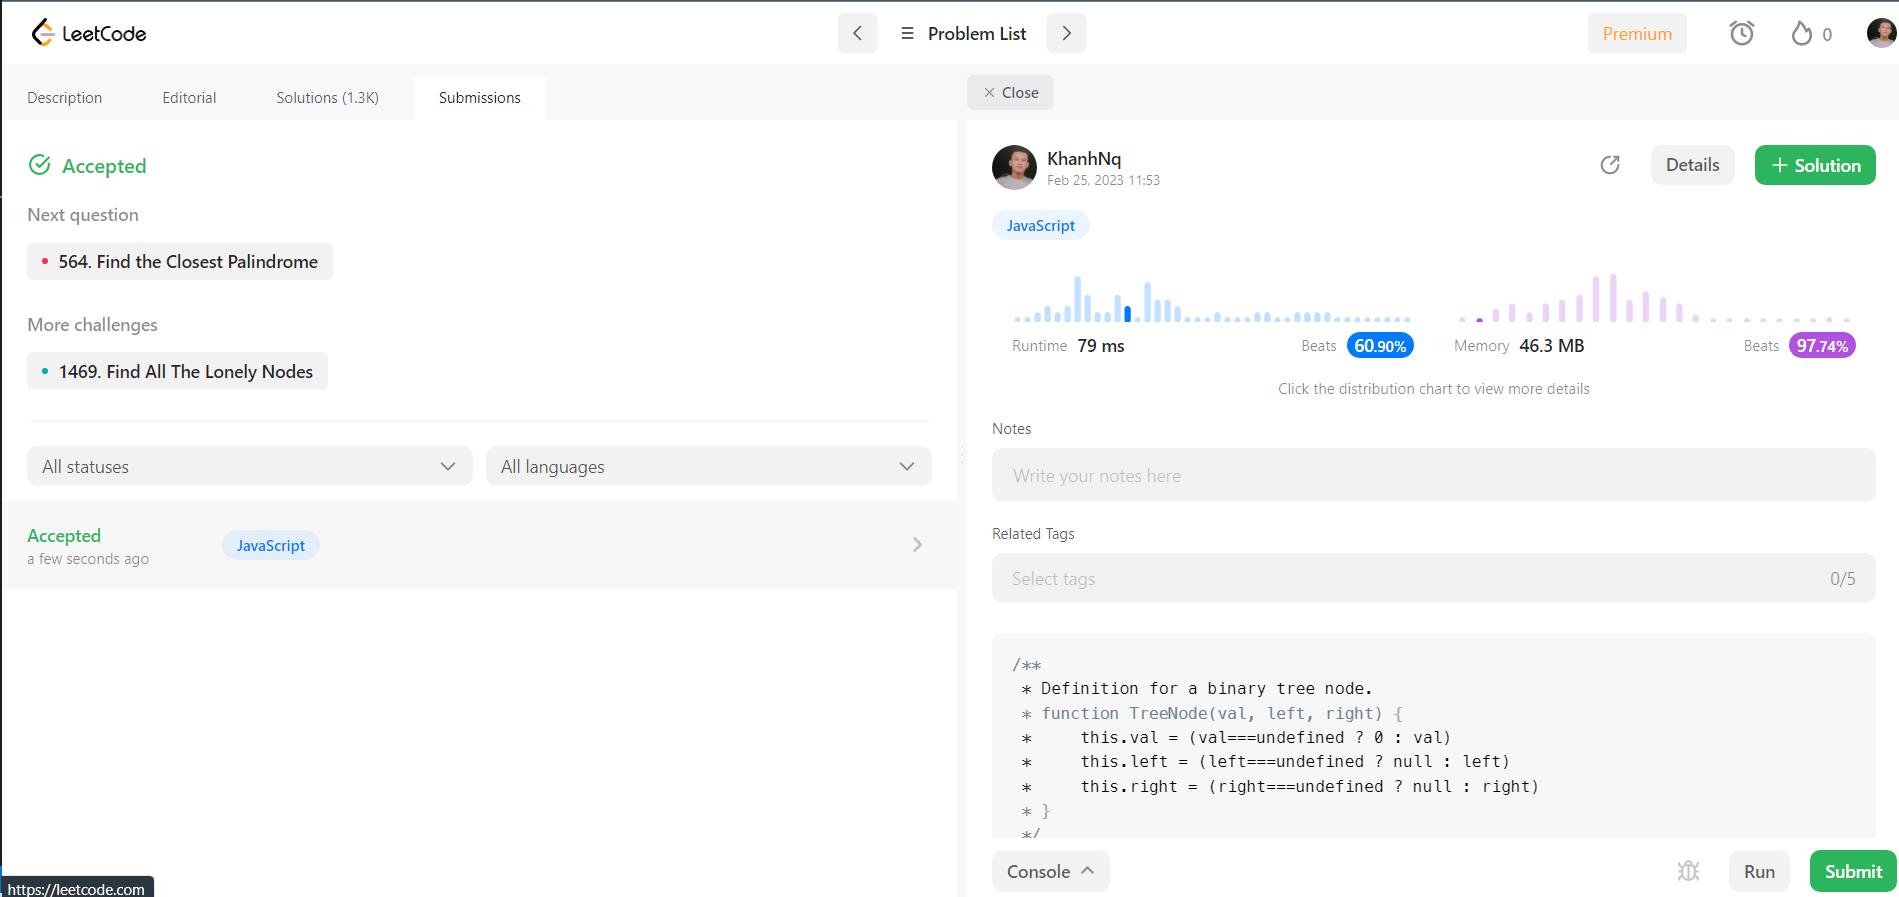 LeetCode
Problem List
Premium
0
Description
Editorial
Solutions (1.3K)
Submissions
Close
Accepted
Next question
564. Find the Closest Palindrome
More challenges
1469. Find All The Lonely Nodes
All statuses
All languages
Accepted
a few seconds ago
JavaScript
KhanhNq
Feb 25, 2023 11:53
Details
+ Solution
JavaScript
Runtime 79 ms
Beats 60.90%
Memory 46.3 MB
Beats 97.74%
Click the distribution chart to view more details
Notes
Write your notes here
Related Tags
Select tags
0/5
/**
 * Definition for a binary tree node.
 * function TreeNode(val, left, right) {
 *     this.val = (val===undefined ? 0 : val)
 *     this.left = (left===undefined ? null : left)
 *     this.right = (right===undefined ? null : right)
 * }
 */
Console
Run
Submit
https://leetcode.com